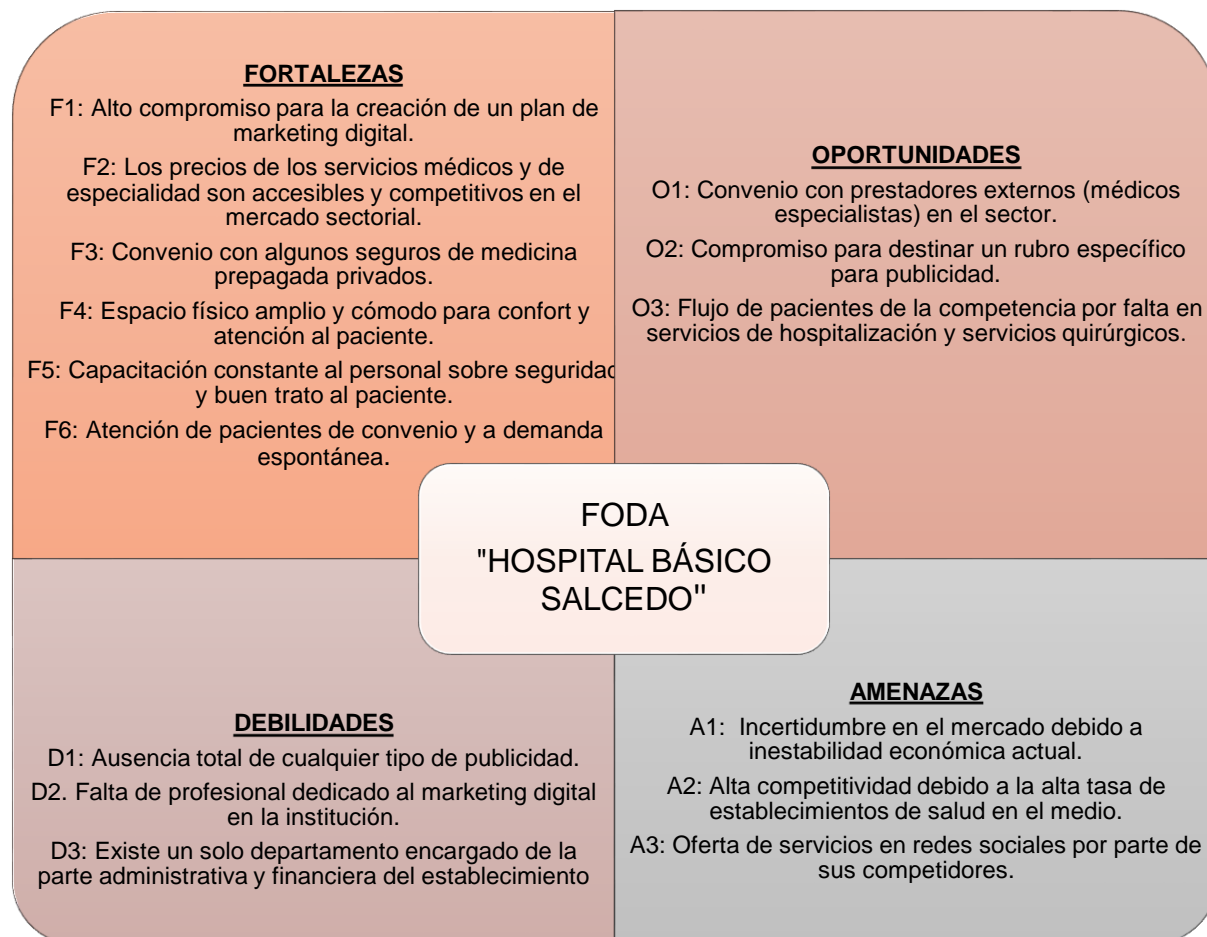 FORTALEZAS
F1: Alto compromiso para la creación de un plan de
marketing digital.
F2: Los precios de los servicios médicos y de
especialidad son accesibles y competitivos en el
mercado sectorial.
F3: Convenio con algunos seguros de medicina
prepagada privados.
F4: Espacio físico amplio y cómodo para confort y
atención al paciente.
F5: Capacitación constante al personal sobre seguridad
y buen trato al paciente.
F6: Atención de pacientes de convenio y a demanda
espontánea.
OPORTUNIDADES
O1: Convenio con prestadores externos (médicos
especialistas) en el sector.
O2: Compromiso para destinar un rubro específico
para publicidad.
O3: Flujo de pacientes de la competencia por falta en
servicios de hospitalización y servicios quirúrgicos.
FODA
"HOSPITAL BÁSICO
SALCEDO"
DEBILIDADES
D1: Ausencia total de cualquier tipo de publicidad.
D2. Falta de profesional dedicado al marketing digital
en la institución.
D3: Existe un solo departamento encargado de la
parte administrativa y financiera del establecimiento
AMENAZAS
A1: Incertidumbre en el mercado debido a
inestabilidad económica actual.
A2: Alta competitividad debido a la alta tasa de
establecimientos de salud en el medio.
A3: Oferta de servicios en redes sociales por parte de
sus competidores.